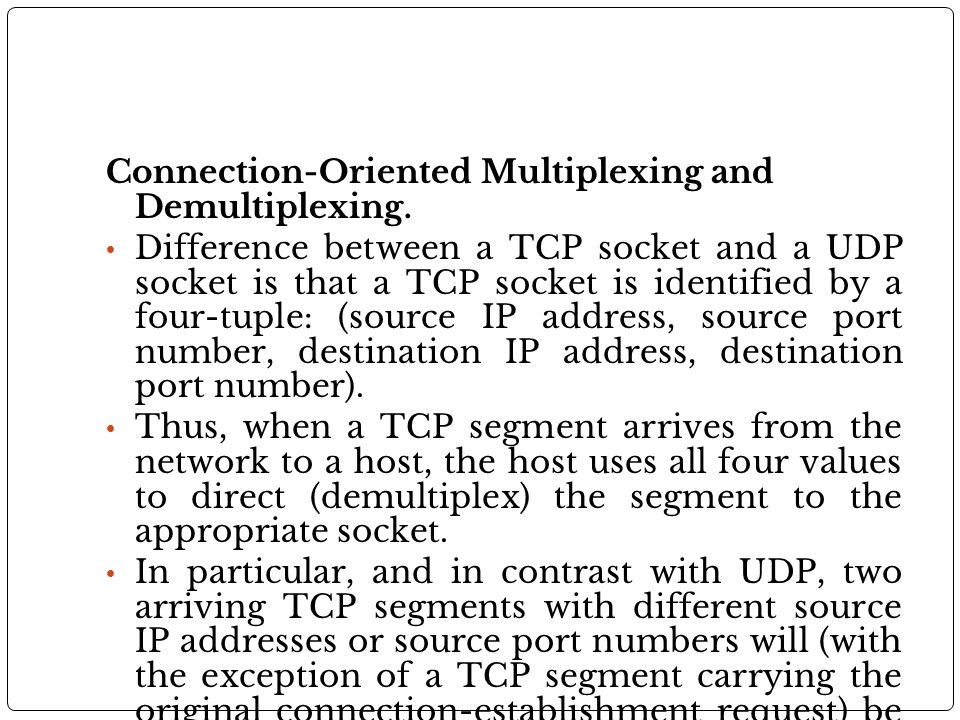 Connection-Oriented Multiplexing and
Demultiplexing.
• Difference between a TCP socket and a UDP
socket is that a TCP socket is identified by a
four-tuple: (source IP address, source port
number, destination IP address, destination
port number).
• Thus, when a TCP segment arrives from the
network to a host, the host uses all four values
to direct (demultiplex) the segment to the
appropriate socket.
• In particular, and in contrast with UDP, two
arriving TCP segments with different source
IP addresses or source port numbers will (with
the exception of a TCP segment carrying the
original connection-establishment request) be